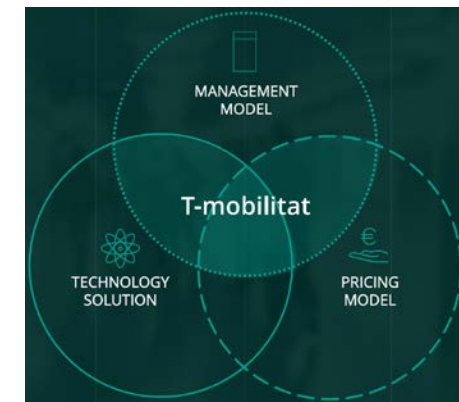 MANAGEMENT
MODEL
T-mobilitat
€
TECHNOLOGY
SOLUTION
PRICING
MODEL